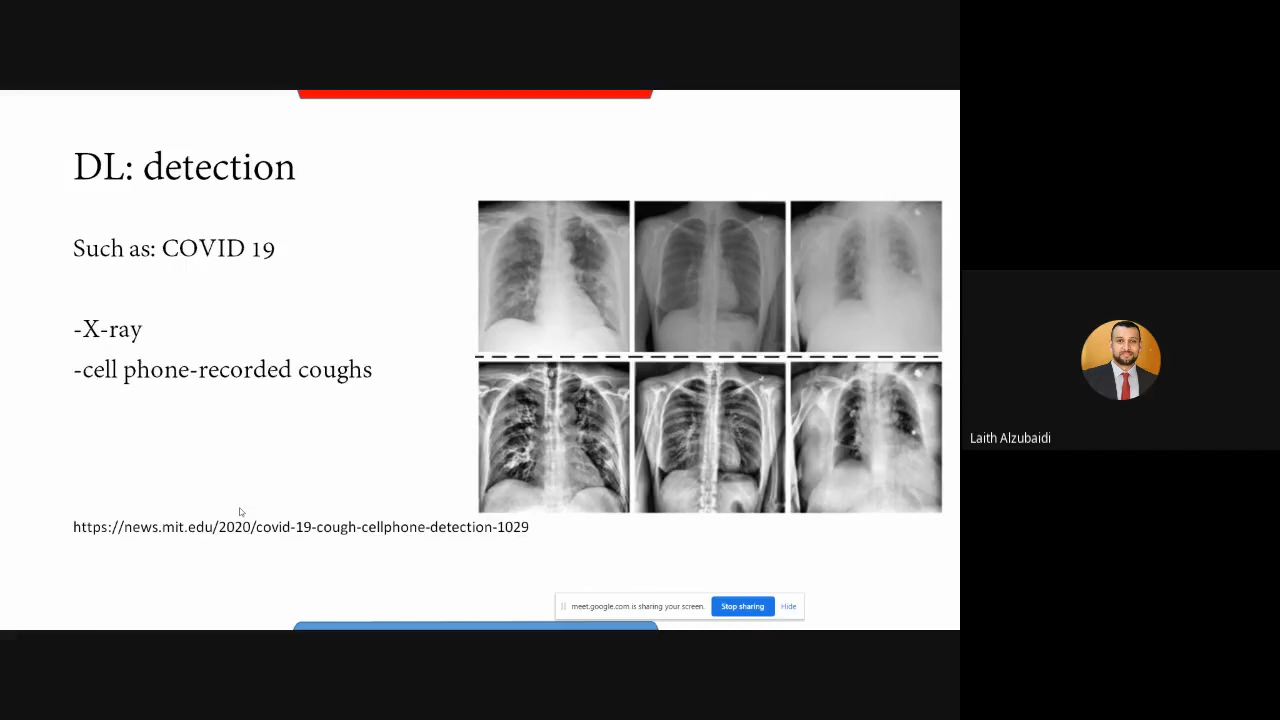 DL: detection
Such as: COVID 19
-X-ray
-cell phone-recorded coughs
https://news.mit.edu/2020/covid-19-cough-cellphone-detection-1029
meet.google.com is sharing your screen. Stop sharing Hide
Laith Alzubaidi